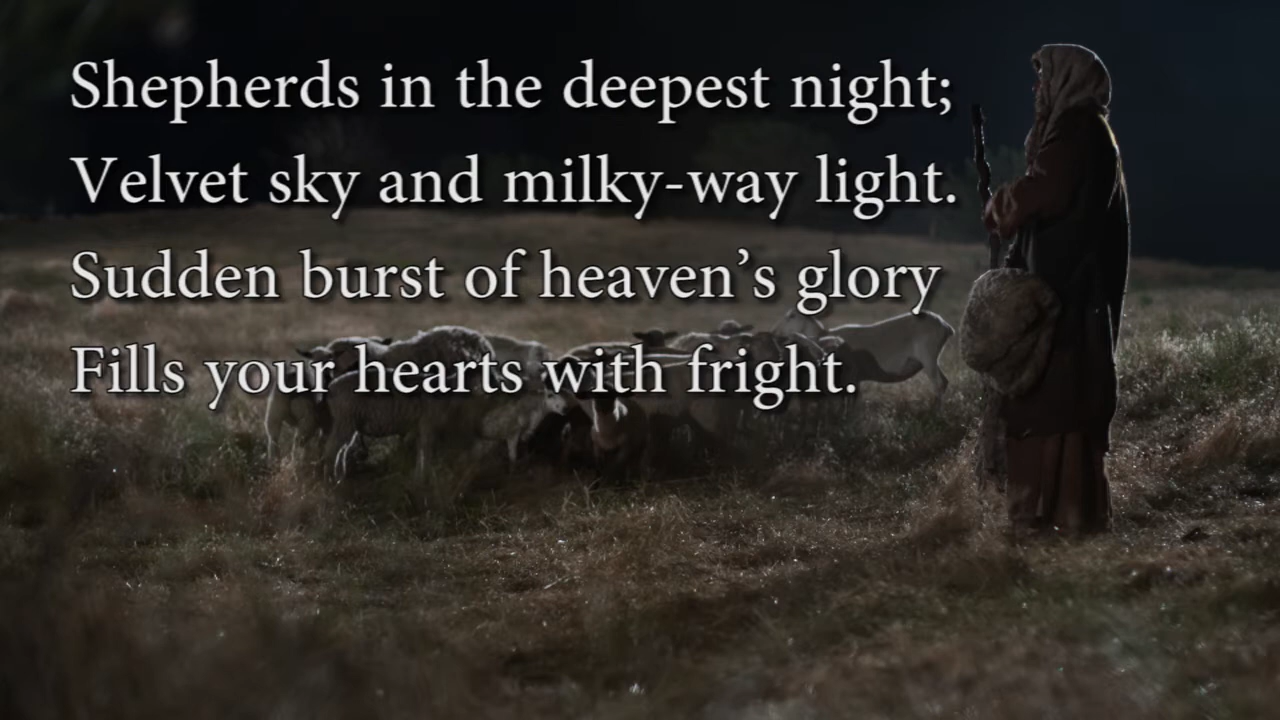 Shepherds in the deepest night;
Velvet sky and milky-way light.
Sudden burst of heaven’s glory
Fills your hearts with fright.